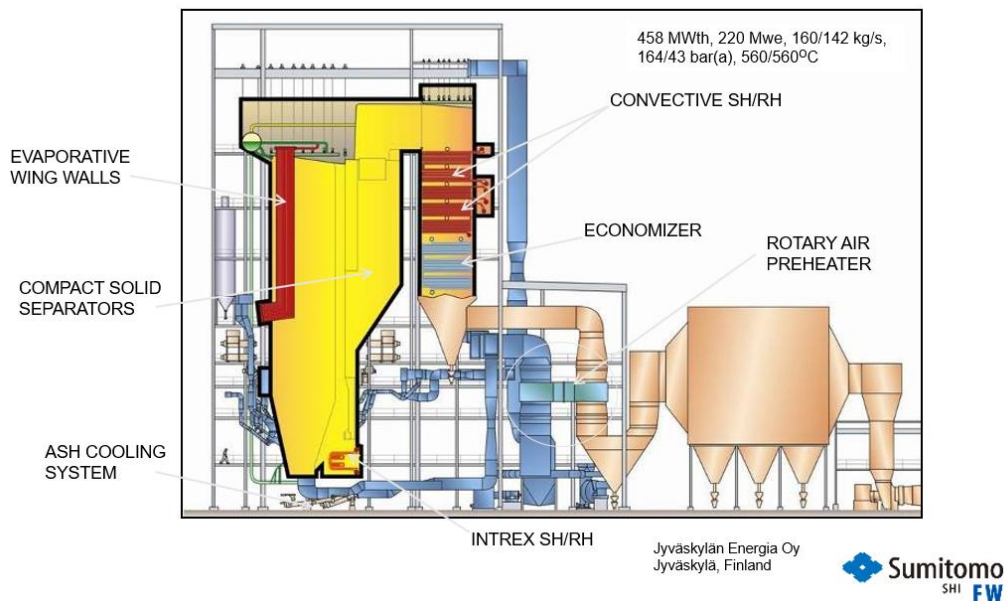 458 MWth, 220 Mwe, 160/142 kg/s,
164/43 bar(a), 560/560ºC
CONVECTIVE SH/RH
EVAPORATIVE
WING WALLS
ECONOMIZER
ROTARY AIR
PREHEATER
COMPACT SOLID
SEPARATORS
ASH COOLING
SYSTEM
INTREX SH/RH
Jyväskylän Energia Oy
Jyväskylä, Finland
Sumitomo
SHI FW